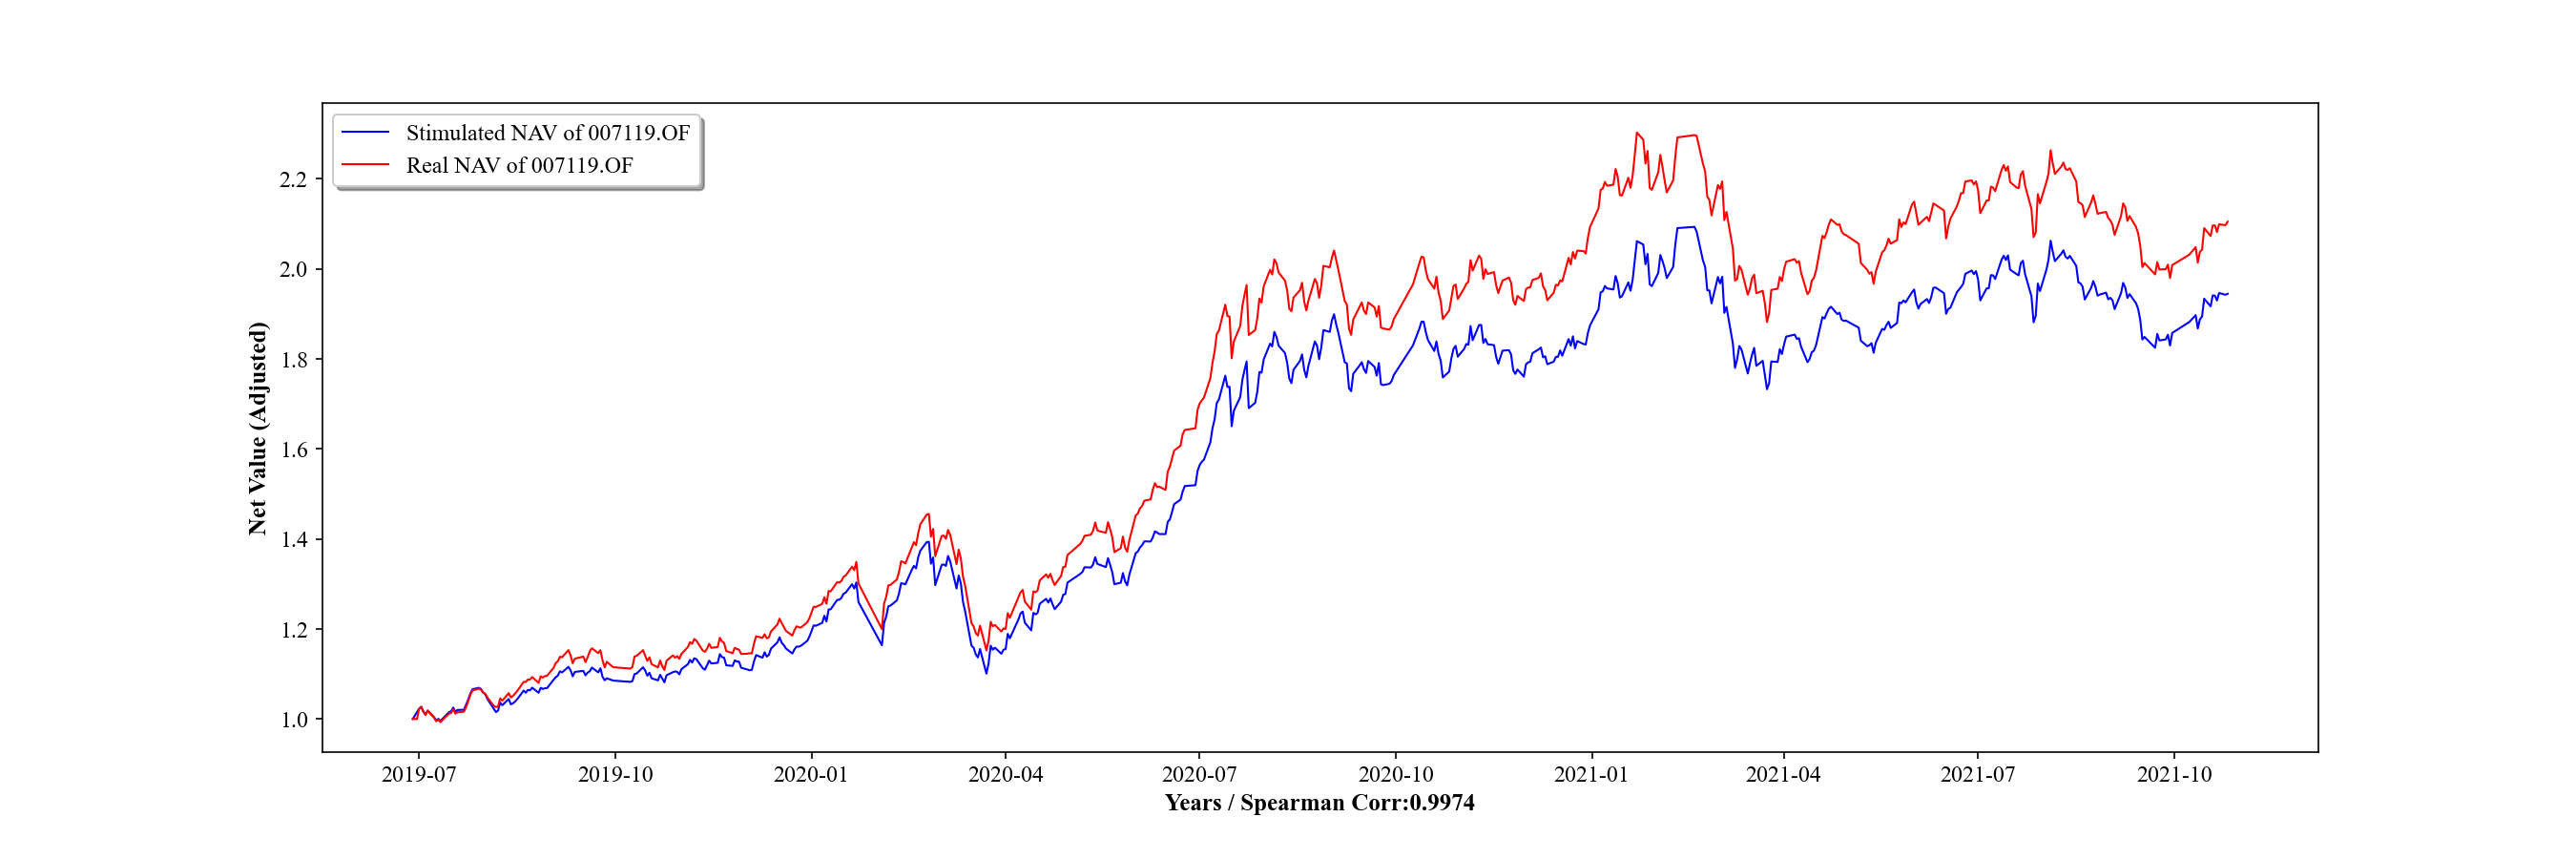 Stimulated NAV of 007119.OF
Real NAV of 007119.OF
Net Value (Adjusted)
2.2
2.0
1.8
1.6
1.4
1.2
1.0
2019-07 2019-10 2020-01 2020-04 2020-07 2020-10 2021-01 2021-04 2021-07 2021-10
Years / Spearman Corr:0.9974